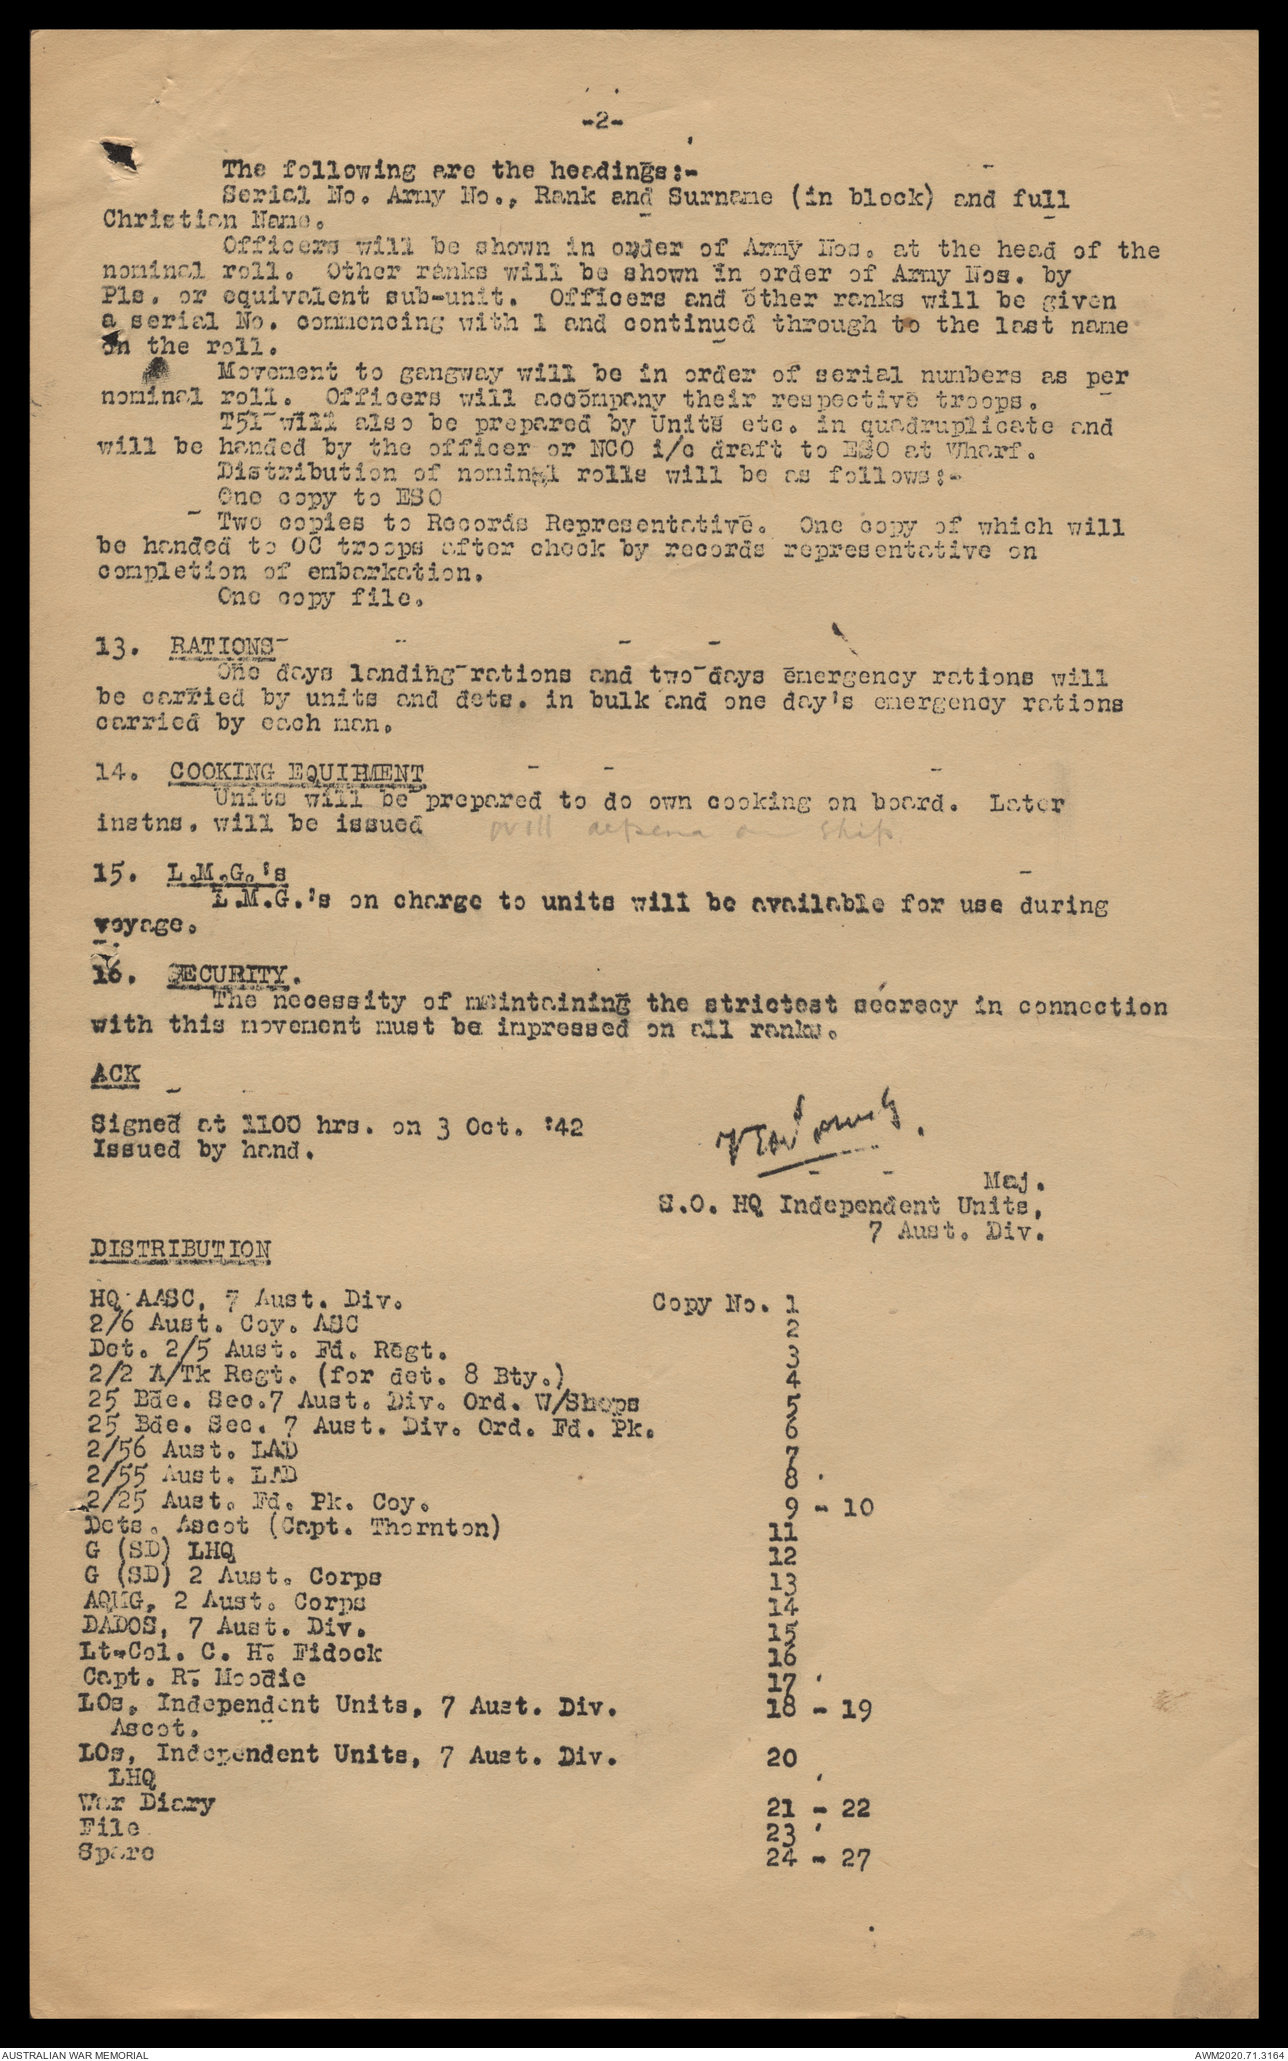 -2-
The following are the headings:-
Serial No. Army No., Rank and Surname (in block) and full
Christian Name.
Officers will be shown in order of Army Nos. at the head of the
nominal roll. Other ranks will be shown in order of Army Nos. by
Pls. or equivalent sub-unit. Officers and other ranks will be given
a serial No. commencing with 1 and continued through to the last name
on the roll.
Movement to gangway will be in order of serial numbers as per
nominal roll. Officers will accompany their respective troops.
T51 will also be prepared by Units etc. in quadruplicate and
will be handed by the officer or NCO i/c draft to ESO at Wharf.
Distribution of nominal rolls will be as follows:-
One copy to ESO
Two copies to Records Representative. One copy of which will
be handed to OC troops after check by records representative on
completion of embarkation.
One copy file.
13. RATIONS
One days landing rations and two days emergency rations will
be carried by units and dets. in bulk and one day's emergency rations
carried by each man.
14. COOKING EQUIPMENT
Units will be prepared to do own cooking on board. Later
instns. will be issued will depend on ship.
15. L.M.G.'s
L.M.G.'s on charge to units will be available for use during
voyage.
16. SECURITY.
The necessity of maintaining the strictest secrecy in connection
with this movement must be impressed on all ranks.
ACK
Signed at 1100 hrs. on 3 Oct. '42
Issued by hand.
Maj.
S.O. HQ Independent Units,
7 Aust. Div.
DISTRIBUTION
HQ AASC, 7 Aust. Div. Copy No. 1
2/6 Aust. Coy. ASC 2
Det. 2/5 Aust. Fd. Regt. 3
2/2 A/Tk Regt. (for det. 8 Bty.) 4
25 Bde. Sec.7 Aust. Div. Ord. W/Shops 5
25 Bde. Sec. 7 Aust. Div. Ord. Fd. Pk. 6
2/56 Aust. LAD 7
2/55 Aust. LAD 8
2/25 Aust. Fd. Pk. Coy. 9 - 10
Dets. Ascot (Capt. Thornton) 11
G (SD) LHQ 12
G (SD) 2 Aust. Corps 13
AQMG, 2 Aust. Corps 14
DADOS, 7 Aust. Div. 15
Lt-Col. C. H. Fidock 16
Capt. R. Moodie 17
LOs, Independent Units, 7 Aust. Div. 18 - 19
Ascot.
LOs, Independent Units, 7 Aust. Div. 20
LHQ
War Diary 21 - 22
File 23
Spare 24 - 27
AUSTRALIAN WAR MEMORIAL
AWM2020.71.3164